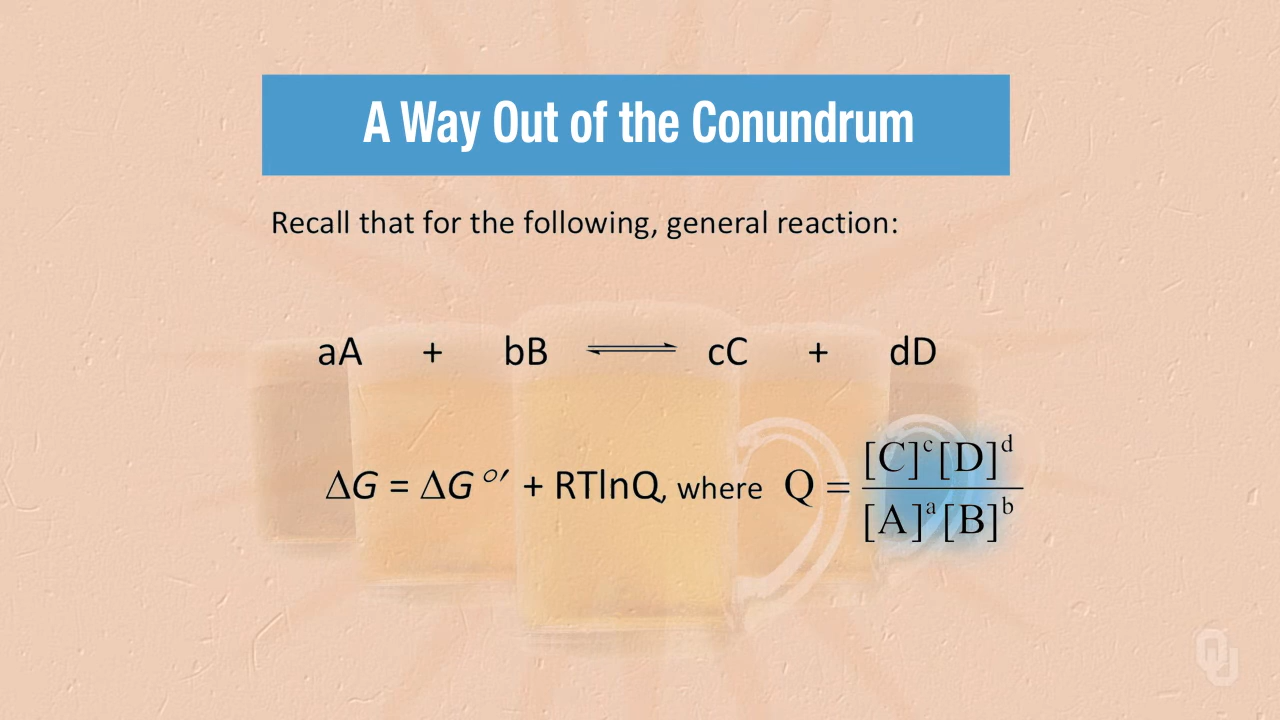 A Way Out of the Conundrum
Recall that for the following, general reaction:
aA + bB ⇌ cC + dD
ΔG = ΔG°′ + RTlnQ, where Q = [C]ᶜ[D]ᵈ / [A]ᵃ[B]ᵇ
OU